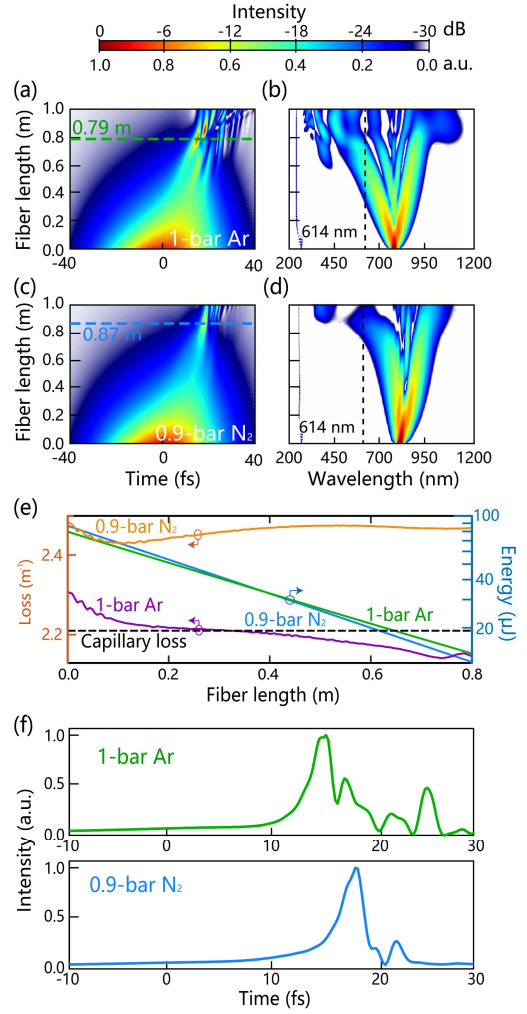 Intensity
0 -6 -12 -18 -24 -30 dB
1.0 0.8 0.6 0.4 0.2 0.0 a.u.
(a) (b)
Fiber length (m)
1.0
0.8
0.6
0.4
0.2
0.0
0.79 m
1-bar Ar
614 nm
-40 0 40 200 450 700 950 1200
(c) (d)
Fiber length (m)
1.0
0.8
0.6
0.4
0.2
0.0
0.87 m
0.9-bar N₂
614 nm
-40 0 40 200 450 700 950 1200
Time (fs) Wavelength (nm)
(e)
Loss (m⁻¹)
2.4
2.2
0.9-bar N₂
1-bar Ar
Capillary loss
0.9-bar N₂
1-bar Ar
100
40
20
Energy (μJ)
0.0 0.2 0.4 0.6 0.8
Fiber length (m)
(f)
Intensity (a.u.)
1.0
0.5
0.0
1-bar Ar
-10 0 10 20 30
1.0
0.5
0.0
0.9-bar N₂
-10 0 10 20 30
Time (fs)